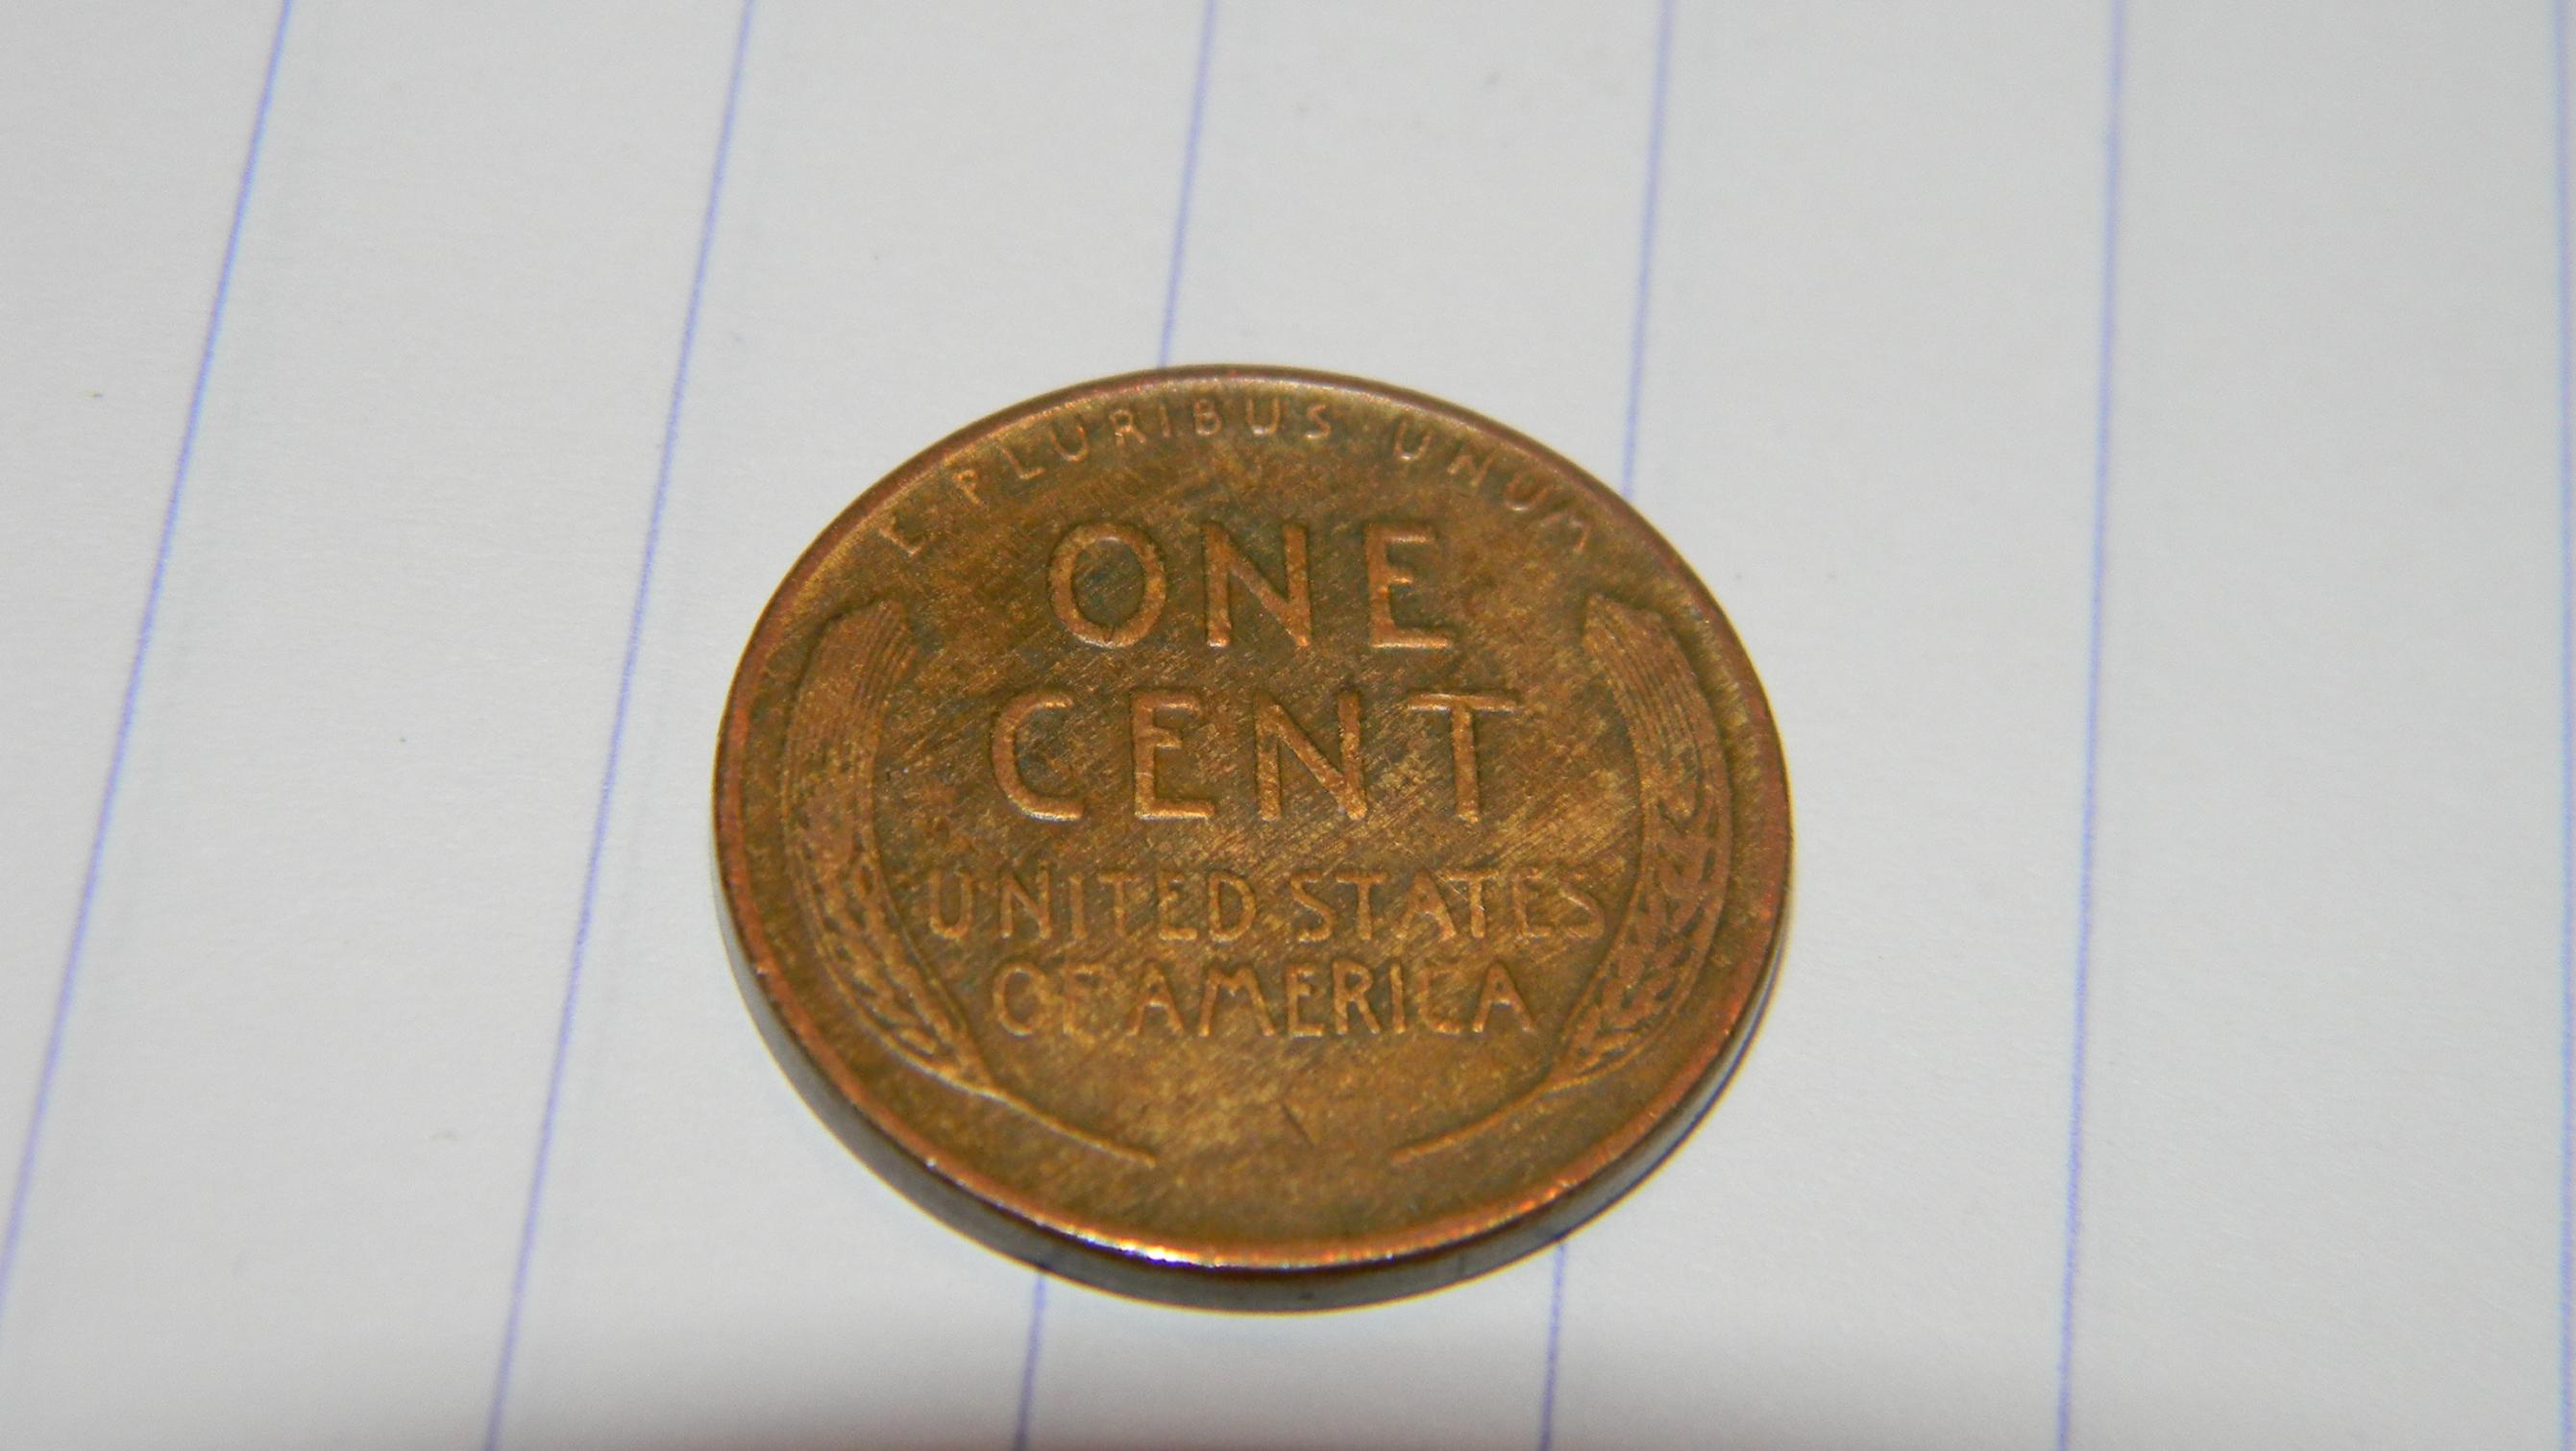 E PLURIBUS UNUM
ONE
CENT
UNITED STATES
OF AMERICA